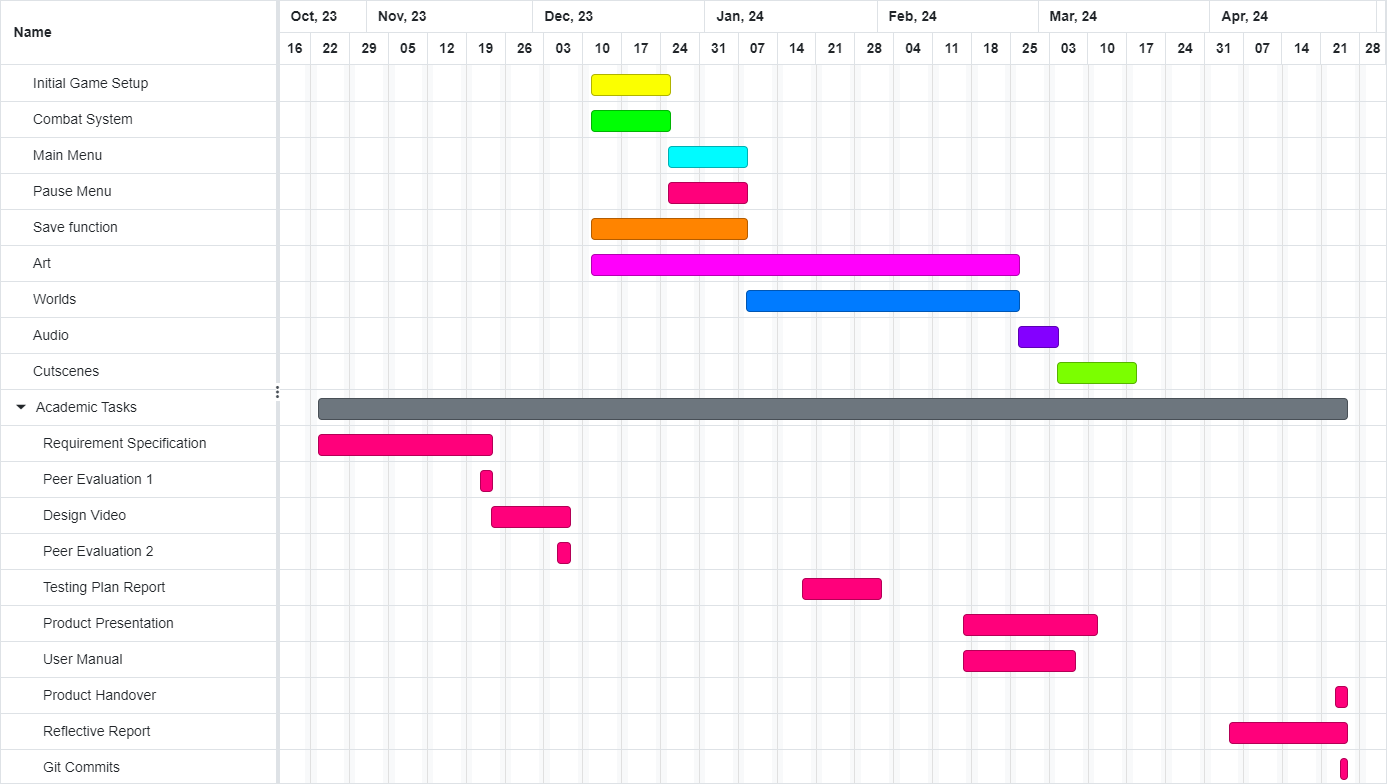 Name
Oct, 23 Nov, 23 Dec, 23 Jan, 24 Feb, 24 Mar, 24 Apr, 24
16 22 29 05 12 19 26 03 10 17 24 31 07 14 21 28 04 11 18 25 03 10 17 24 31 07 14 21 28
Initial Game Setup
Combat System
Main Menu
Pause Menu
Save function
Art
Worlds
Audio
Cutscenes
Academic Tasks
Requirement Specification
Peer Evaluation 1
Design Video
Peer Evaluation 2
Testing Plan Report
Product Presentation
User Manual
Product Handover
Reflective Report
Git Commits